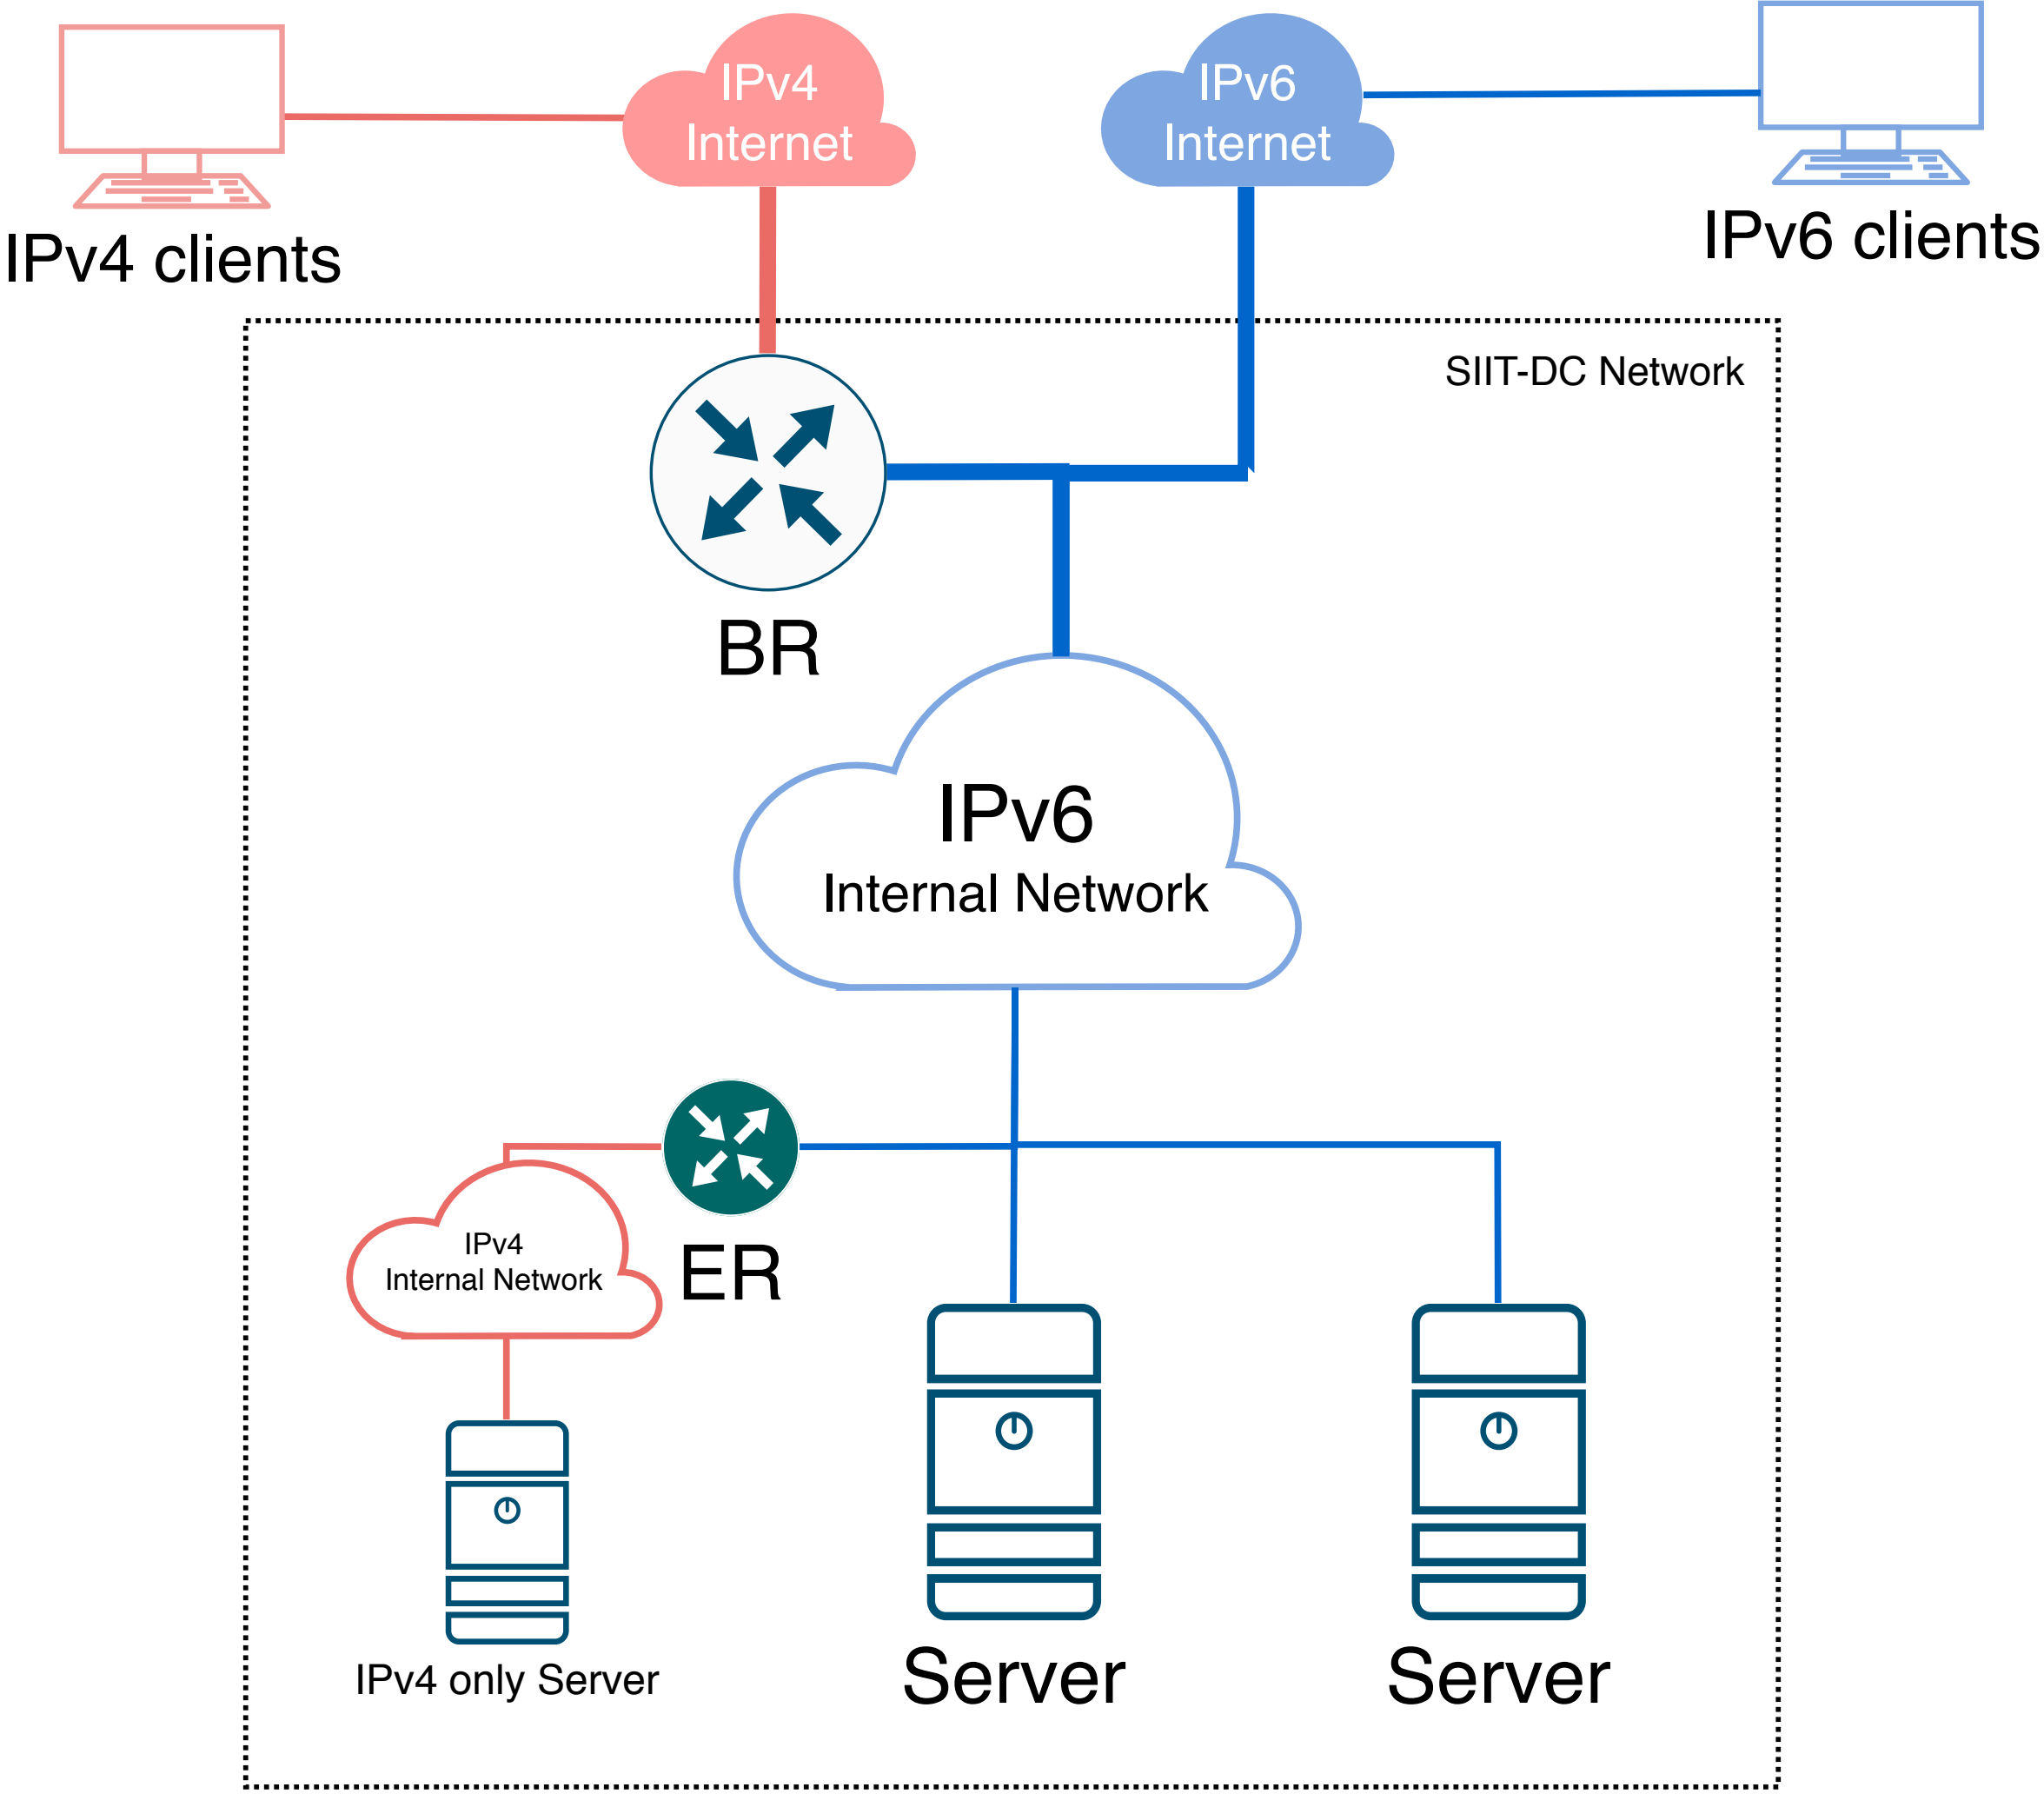 IPv4
Internet
IPv6
Internet
IPv4 clients
IPv6 clients
SIIT-DC Network
BR
IPv6
Internal Network
IPv4
Internal Network
ER
IPv4 only Server
Server
Server